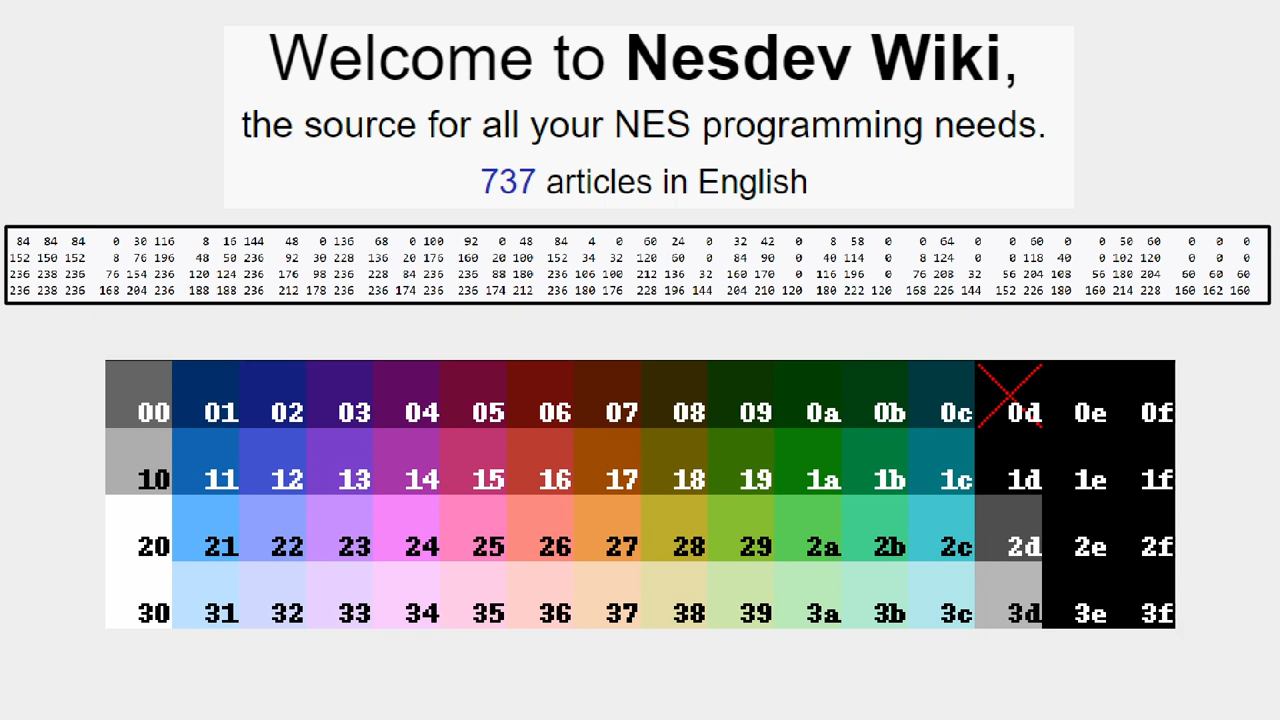 Welcome to Nesdev Wiki,
the source for all your NES programming needs.
737 articles in English
84 84 84 0 30 116 8 16 144 48 0 136 68 0 100 92 0 48 84 4 0 60 24 0 32 42 0 8 58 0 0 64 0 0 60 0 0 50 60 0 0 0
152 150 152 8 76 196 48 50 236 92 30 228 136 20 176 160 20 100 152 34 32 120 60 0 84 90 0 40 114 0 8 124 0 0 118 40 0 102 120 0 0 0
236 238 236 76 154 236 120 124 236 176 98 236 228 84 236 236 88 180 236 106 100 212 136 32 160 170 0 116 196 0 76 208 32 56 204 108 56 180 204 60 60 60
236 238 236 168 204 236 188 188 236 212 178 236 236 174 236 236 174 212 236 180 176 228 196 144 204 210 120 180 222 120 168 226 144 152 226 180 160 214 228 160 162 160
00 01 02 03 04 05 06 07 08 09 0a 0b 0c 0d 0e 0f
10 11 12 13 14 15 16 17 18 19 1a 1b 1c 1d 1e 1f
20 21 22 23 24 25 26 27 28 29 2a 2b 2c 2d 2e 2f
30 31 32 33 34 35 36 37 38 39 3a 3b 3c 3d 3e 3f